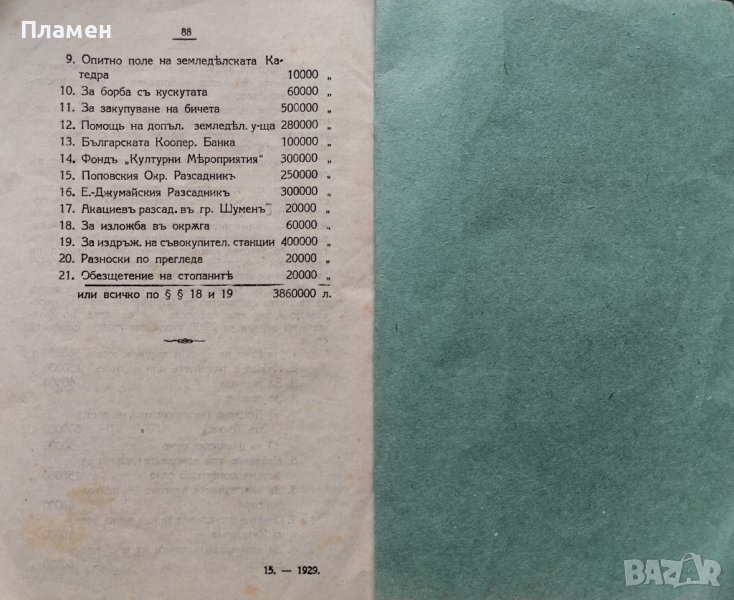 Пламен
88
9. Опитно поле на земледѣлската Ка-
тедра 10000 „
10. За борба съ кускутата 60000 „
11. За закупуване на бичета 500000 „
12. Помощь на допъл. земледѣл. у-ща 280000 „
13. Българската Коопер. Банка 100000 „
14. Фондъ „Културни Мѣроприятия“ 300000 „
15. Поповския Окр. Разсадникъ 250000 „
16. Е.-Джумайския Разсадникъ 300000 „
17. Акациев разсад. въ гр. Шуменъ 20000 „
18. За изложба въ окрѫга 60000 „
19. За издръж. на съвокупител. станции 400000 „
20. Разноски по прегледа 20000 „
21. Обезщетение на стопанитѣ 20000 „
или всичко по § § 18 и 19 3860000 л.
15. — 1929.
BAZAR